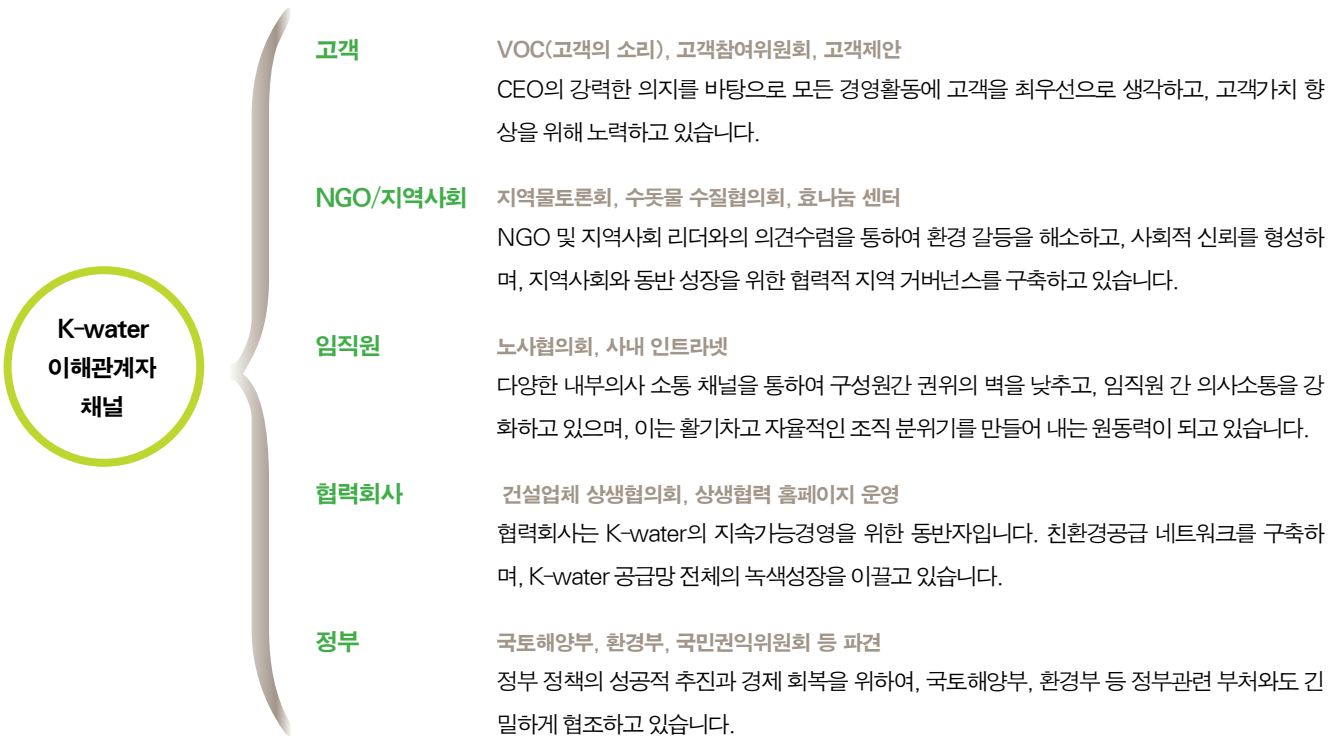 K-water
이해관계자
채널
고객
VOC(고객의 소리), 고객참여위원회, 고객제안
CEO의 강력한 의지를 바탕으로 모든 경영활동에 고객을 최우선으로 생각하고, 고객가치 향
상을 위해 노력하고 있습니다.
NGO/지역사회
지역물토론회, 수돗물 수질협의회, 효나눔 센터
NGO 및 지역사회 리더와의 의견수렴을 통하여 환경 갈등을 해소하고, 사회적 신뢰를 형성하
며, 지역사회와 동반 성장을 위한 협력적 지역 거버넌스를 구축하고 있습니다.
임직원
노사협의회, 사내 인트라넷
다양한 내부의사 소통 채널을 통하여 구성원간 권위의 벽을 낮추고, 임직원 간 의사소통을 강
화하고 있으며, 이는 활기차고 자율적인 조직 분위기를 만들어 내는 원동력이 되고 있습니다.
협력회사
건설업체 상생협의회, 상생협력 홈페이지 운영
협력회사는 K-water의 지속가능경영을 위한 동반자입니다. 친환경공급 네트워크를 구축하
며, K-water 공급망 전체의 녹색성장을 이끌고 있습니다.
정부
국토해양부, 환경부, 국민권익위원회 등 파견
정부 정책의 성공적 추진과 경제 회복을 위하여, 국토해양부, 환경부 등 정부관련 부처와도 긴
밀하게 협조하고 있습니다.